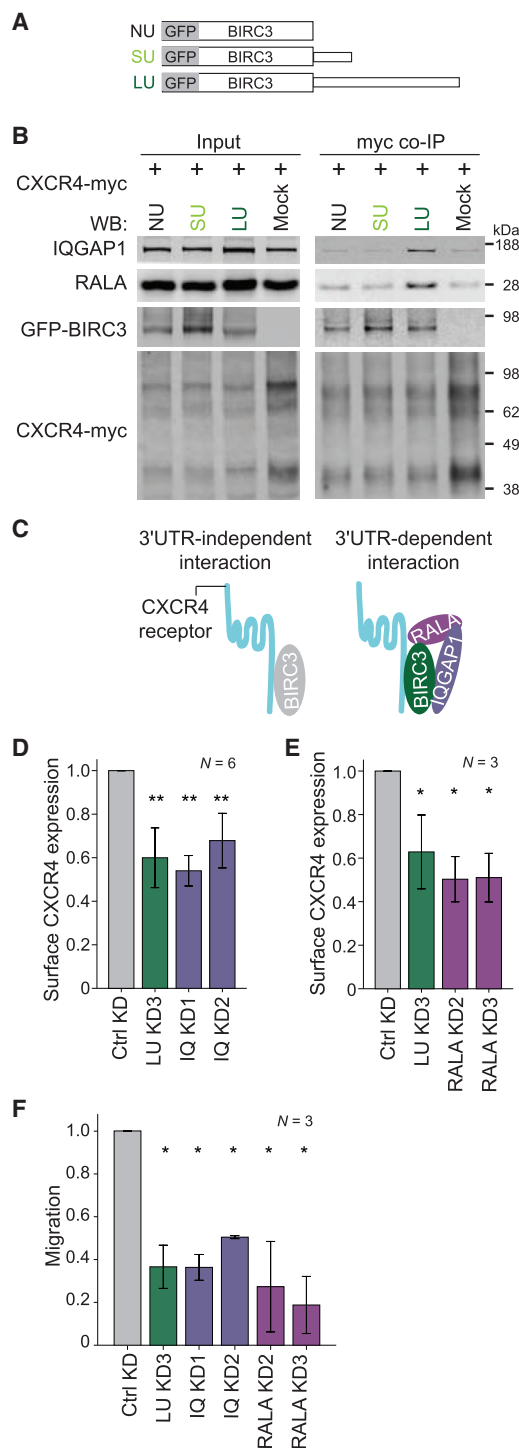 A
NU GFP BIRC3
SU GFP BIRC3
LU GFP BIRC3
B
Input myc co-IP
CXCR4-myc + + + + + + + +
WB: NU SU LU Mock NU SU LU Mock kDa
IQGAP1 188
RALA 28
GFP-BIRC3 98
CXCR4-myc
98
62
49
38
C
3'UTR-independent interaction
3'UTR-dependent interaction
CXCR4 receptor
BIRC3
RALA
BIRC3
IQGAP1
D
N = 6
Surface CXCR4 expression
1.0
0.8
0.6
0.4
0.2
0
** ** **
Ctrl KD
LU KD3
IQ KD1
IQ KD2
E
N = 3
Surface CXCR4 expression
1.0
0.8
0.6
0.4
0.2
0
* * *
Ctrl KD
LU KD3
RALA KD2
RALA KD3
F
N = 3
Migration
1.0
0.8
0.6
0.4
0.2
0
* * * * *
Ctrl KD
LU KD3
IQ KD1
IQ KD2
RALA KD2
RALA KD3